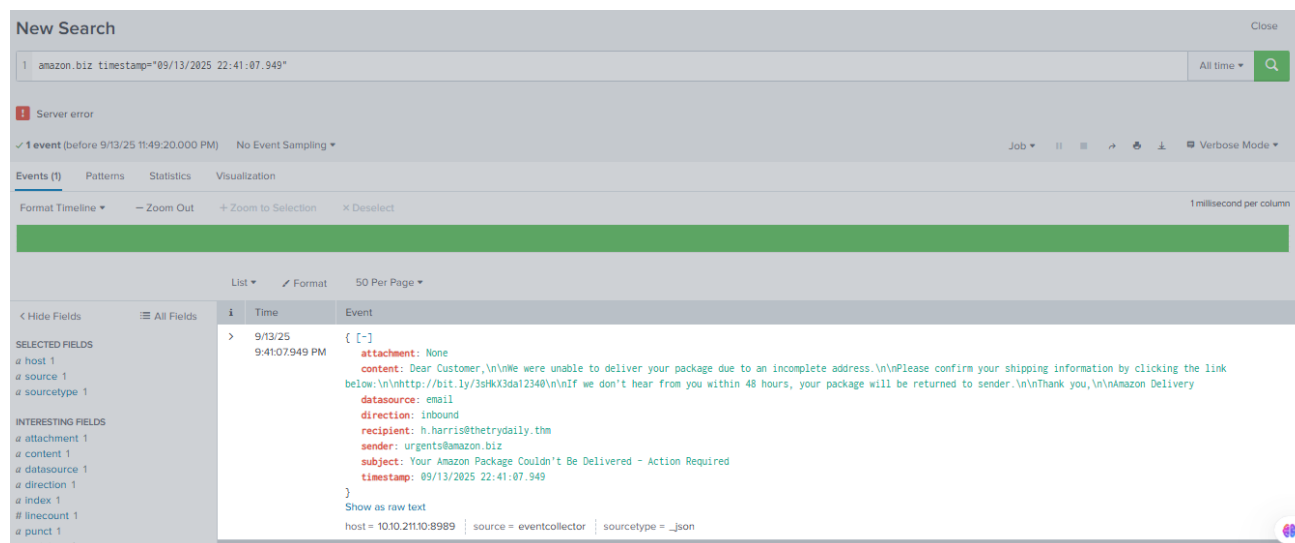 New Search
Close
1 amazon.biz timestamp="09/13/2025 22:41:07.949"
All time
! Server error
✓ 1 event (before 9/13/25 11:49:20.000 PM) No Event Sampling
Job
Verbose Mode
Events (1) Patterns Statistics Visualization
Format Timeline — Zoom Out + Zoom to Selection × Deselect
1 millisecond per column
List Format 50 Per Page
< Hide Fields All Fields
i Time Event
SELECTED FIELDS
a host 1
a source 1
a sourcetype 1
INTERESTING FIELDS
a attachment 1
a content 1
a datasource 1
a direction 1
a index 1
# linecount 1
a punct 1
> 9/13/25
9:41:07.949 PM
{ [-]
attachment: None
content: Dear Customer,\n\nWe were unable to deliver your package due to an incomplete address.\n\nPlease confirm your shipping information by clicking the link
below:\n\nhttp://bit.ly/3sHkX3da12340\n\nIf we don't hear from you within 48 hours, your package will be returned to sender.\n\nThank you,\n\nAmazon Delivery
datasource: email
direction: inbound
recipient: h.harris@thetrydaily.thm
sender: urgents@amazon.biz
subject: Your Amazon Package Couldn't Be Delivered – Action Required
timestamp: 09/13/2025 22:41:07.949
}
Show as raw text
host = 10.10.211.10:8989 source = eventcollector sourcetype = _json